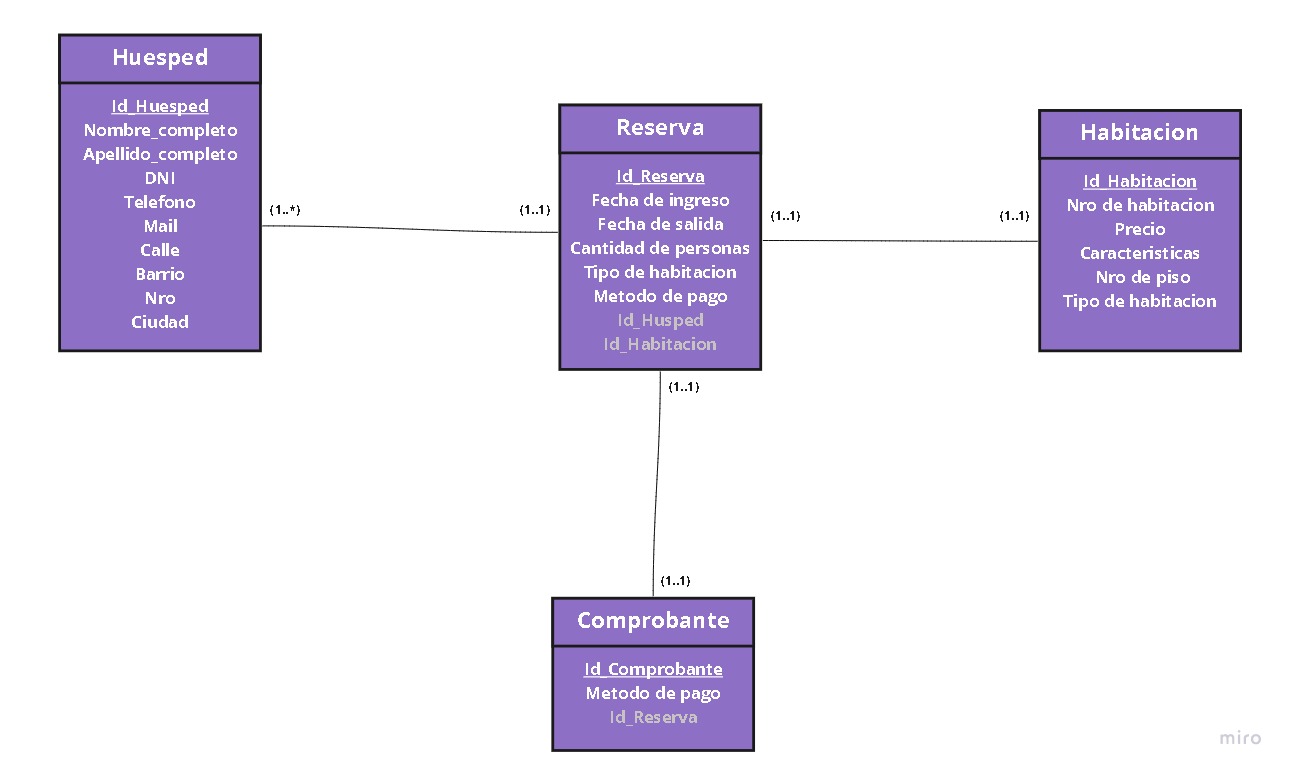 Huesped
Id_Huesped
Nombre_completo
Apellido_completo
DNI
Telefono
Mail
Calle
Barrio
Nro
Ciudad
(1..*)
(1..1)
Reserva
Id_Reserva
Fecha de ingreso
Fecha de salida
Cantidad de personas
Tipo de habitacion
Metodo de pago
Id_Husped
Id_Habitacion
(1..1)
(1..1)
Habitacion
Id_Habitacion
Nro de habitacion
Precio
Caracteristicas
Nro de piso
Tipo de habitacion
(1..1)
(1..1)
Comprobante
Id_Comprobante
Metodo de pago
Id_Reserva
miro